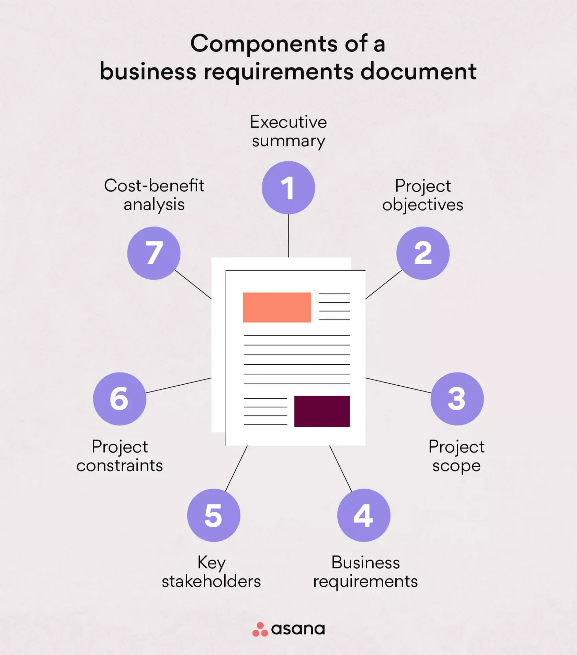 Components of a
business requirements document
Executive
summary
1
Project
objectives
2
3
Project
scope
4
Business
requirements
5
Key
stakeholders
6
Project
constraints
Cost-benefit
analysis
7
asana